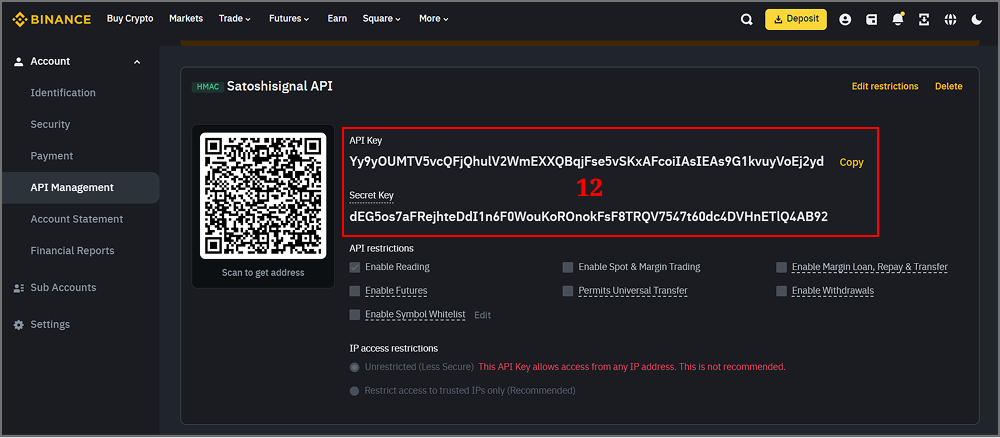 BINANCE Buy Crypto Markets Trade Futures Earn Square More Deposit
Account
Identification
Security
Payment
API Management
Account Statement
Financial Reports
Sub Accounts
Settings
HMAC Satoshisignal API
Edit restrictions Delete
Scan to get address
API Key
Yy9yOUMTV5vcQFjQhulV2WmEXXQBqjFse5vSKxAFcoiIAsIEAs9G1kvuyVoEj2yd Copy
12
Secret Key
dEG5os7aFRejhteDdI1n6F0WouKoROnokFsF8TRQV7547t60dc4DVHnETlQ4AB92
API restrictions
Enable Reading Enable Spot & Margin Trading Enable Margin Loan, Repay & Transfer
Enable Futures Permits Universal Transfer Enable Withdrawals
Enable Symbol Whitelist Edit
IP access restrictions
Unrestricted (Less Secure) This API Key allows access from any IP address. This is not recommended.
Restrict access to trusted IPs only (Recommended)